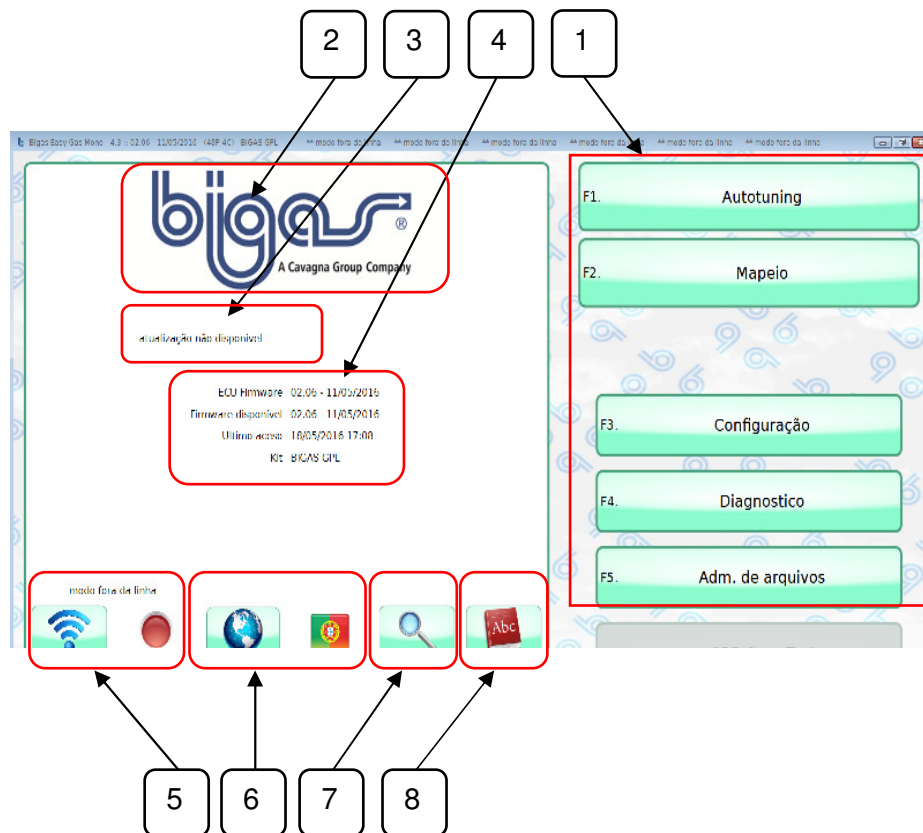 2 3 4 1
Bigas Easy Gas Mono 4.3 :: 02.06 11/05/2016 (48P 4C) BIGAS GPL ** modo fora da linha ** modo fora da linha ** modo fora da linha ** modo fora da linha ** modo fora da linha ** modo fora da linha
bigas ®
A Cavagna Group Company
atualização não disponivel
ECU Firmware 02.06 - 11/05/2016
Firmware disponivel 02.06 - 11/05/2016
Ultimo aceso 18/05/2016 17:08
Kit BIGAS GPL
modo fora da linha
Abc
F1. Autotuning
F2. Mapeio
F3. Configuração
F4. Diagnostico
F5. Adm. de arquivos
5 6 7 8